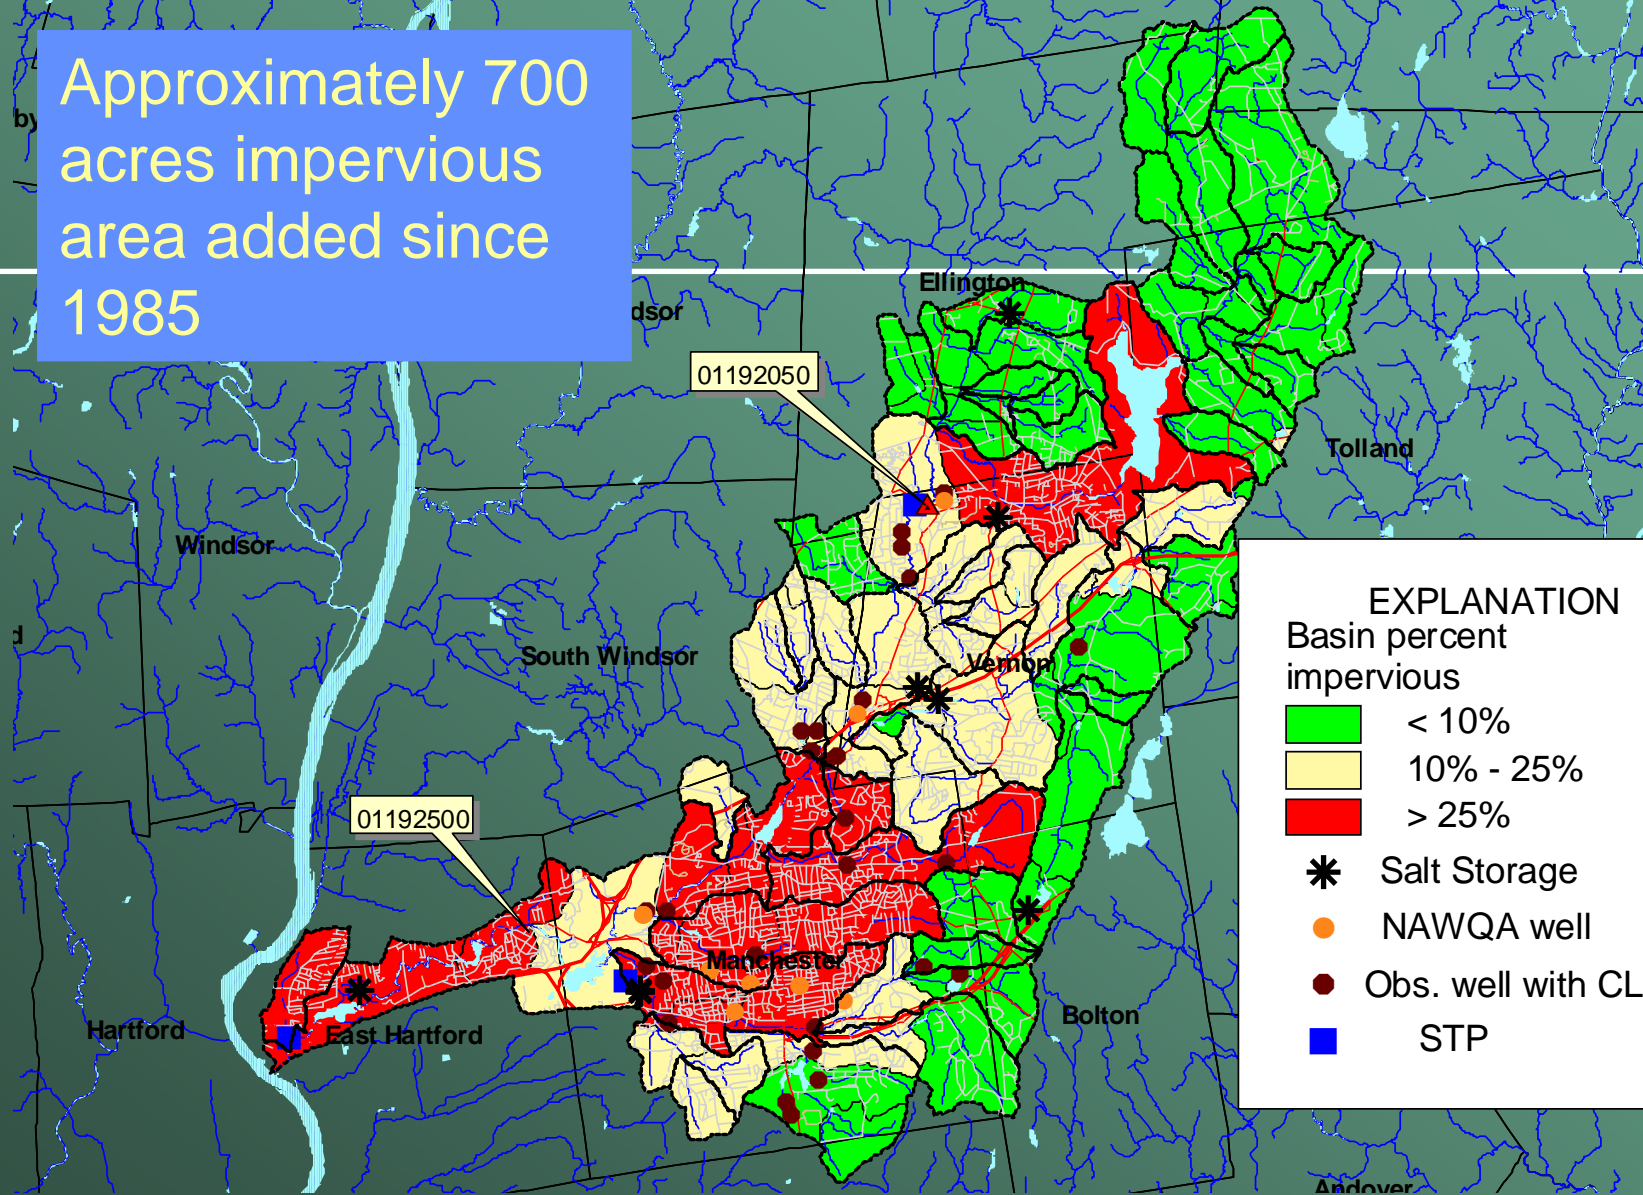 Approximately 700
acres impervious
area added since
1985
by
Ellington
dsor
01192050
Tolland
Windsor
d
South Windsor
Vernon
01192500
Manchester
Hartford
East Hartford
Bolton
Andover
EXPLANATION
Basin percent
impervious
< 10%
10% - 25%
> 25%
Salt Storage
NAWQA well
Obs. well with CL
STP